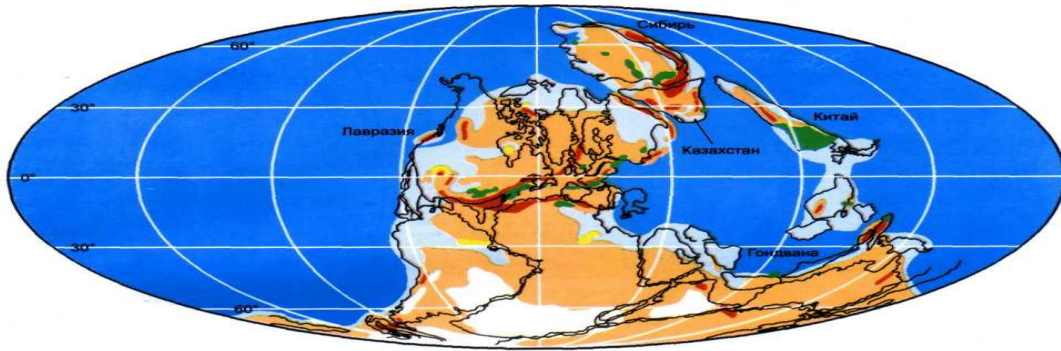 Сибирь
60°
30°
Китай
Лавразия
Казахстан
0°
30°
Гондвана
60°